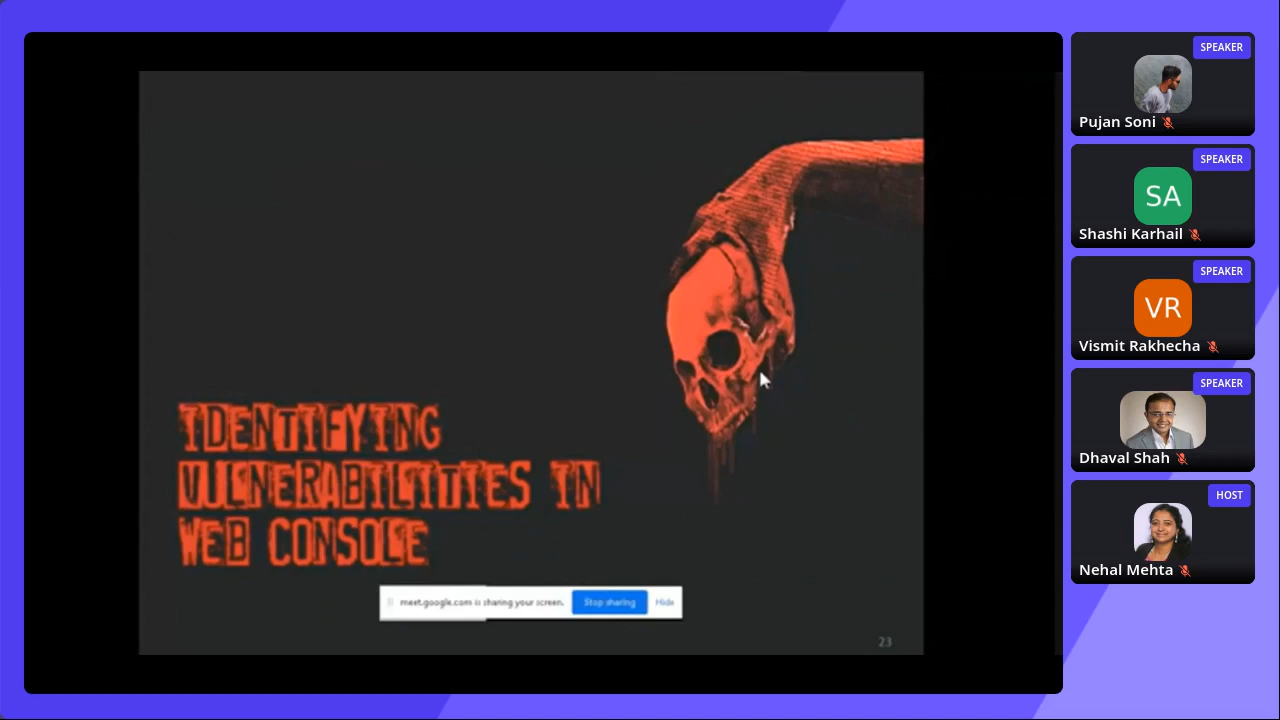 IDENTIFYING
VULNERABILITIES IN
WEB CONSOLE
meet.google.com is sharing your screen.
Stop sharing
Hide
23
SPEAKER
Pujan Soni
SPEAKER
SA
Shashi Karhail
SPEAKER
VR
Vismit Rakhecha
SPEAKER
Dhaval Shah
HOST
Nehal Mehta